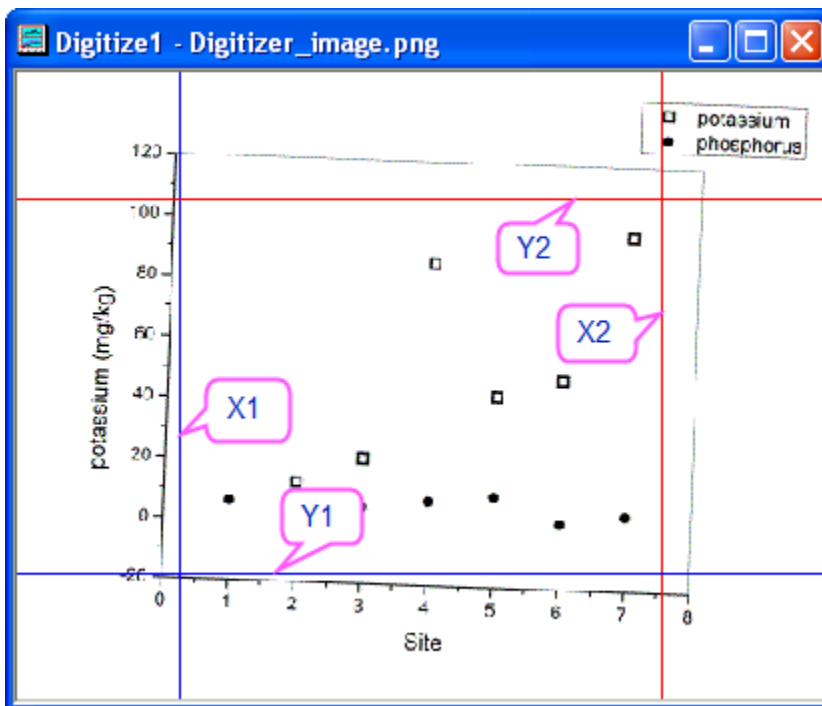 Digitize1 - Digitizer_image.png
potassium
phosphorus
120
100
80
60
40
20
0
-20
potassium (mg/kg)
Y2
X2
X1
Y1
0 1 2 3 4 5 6 7 8
Site